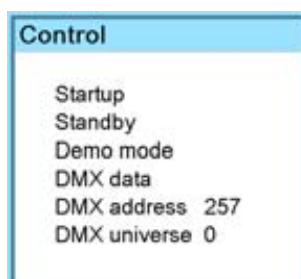 Control
Startup
Standby
Demo mode
DMX data
DMX address 257
DMX universe 0